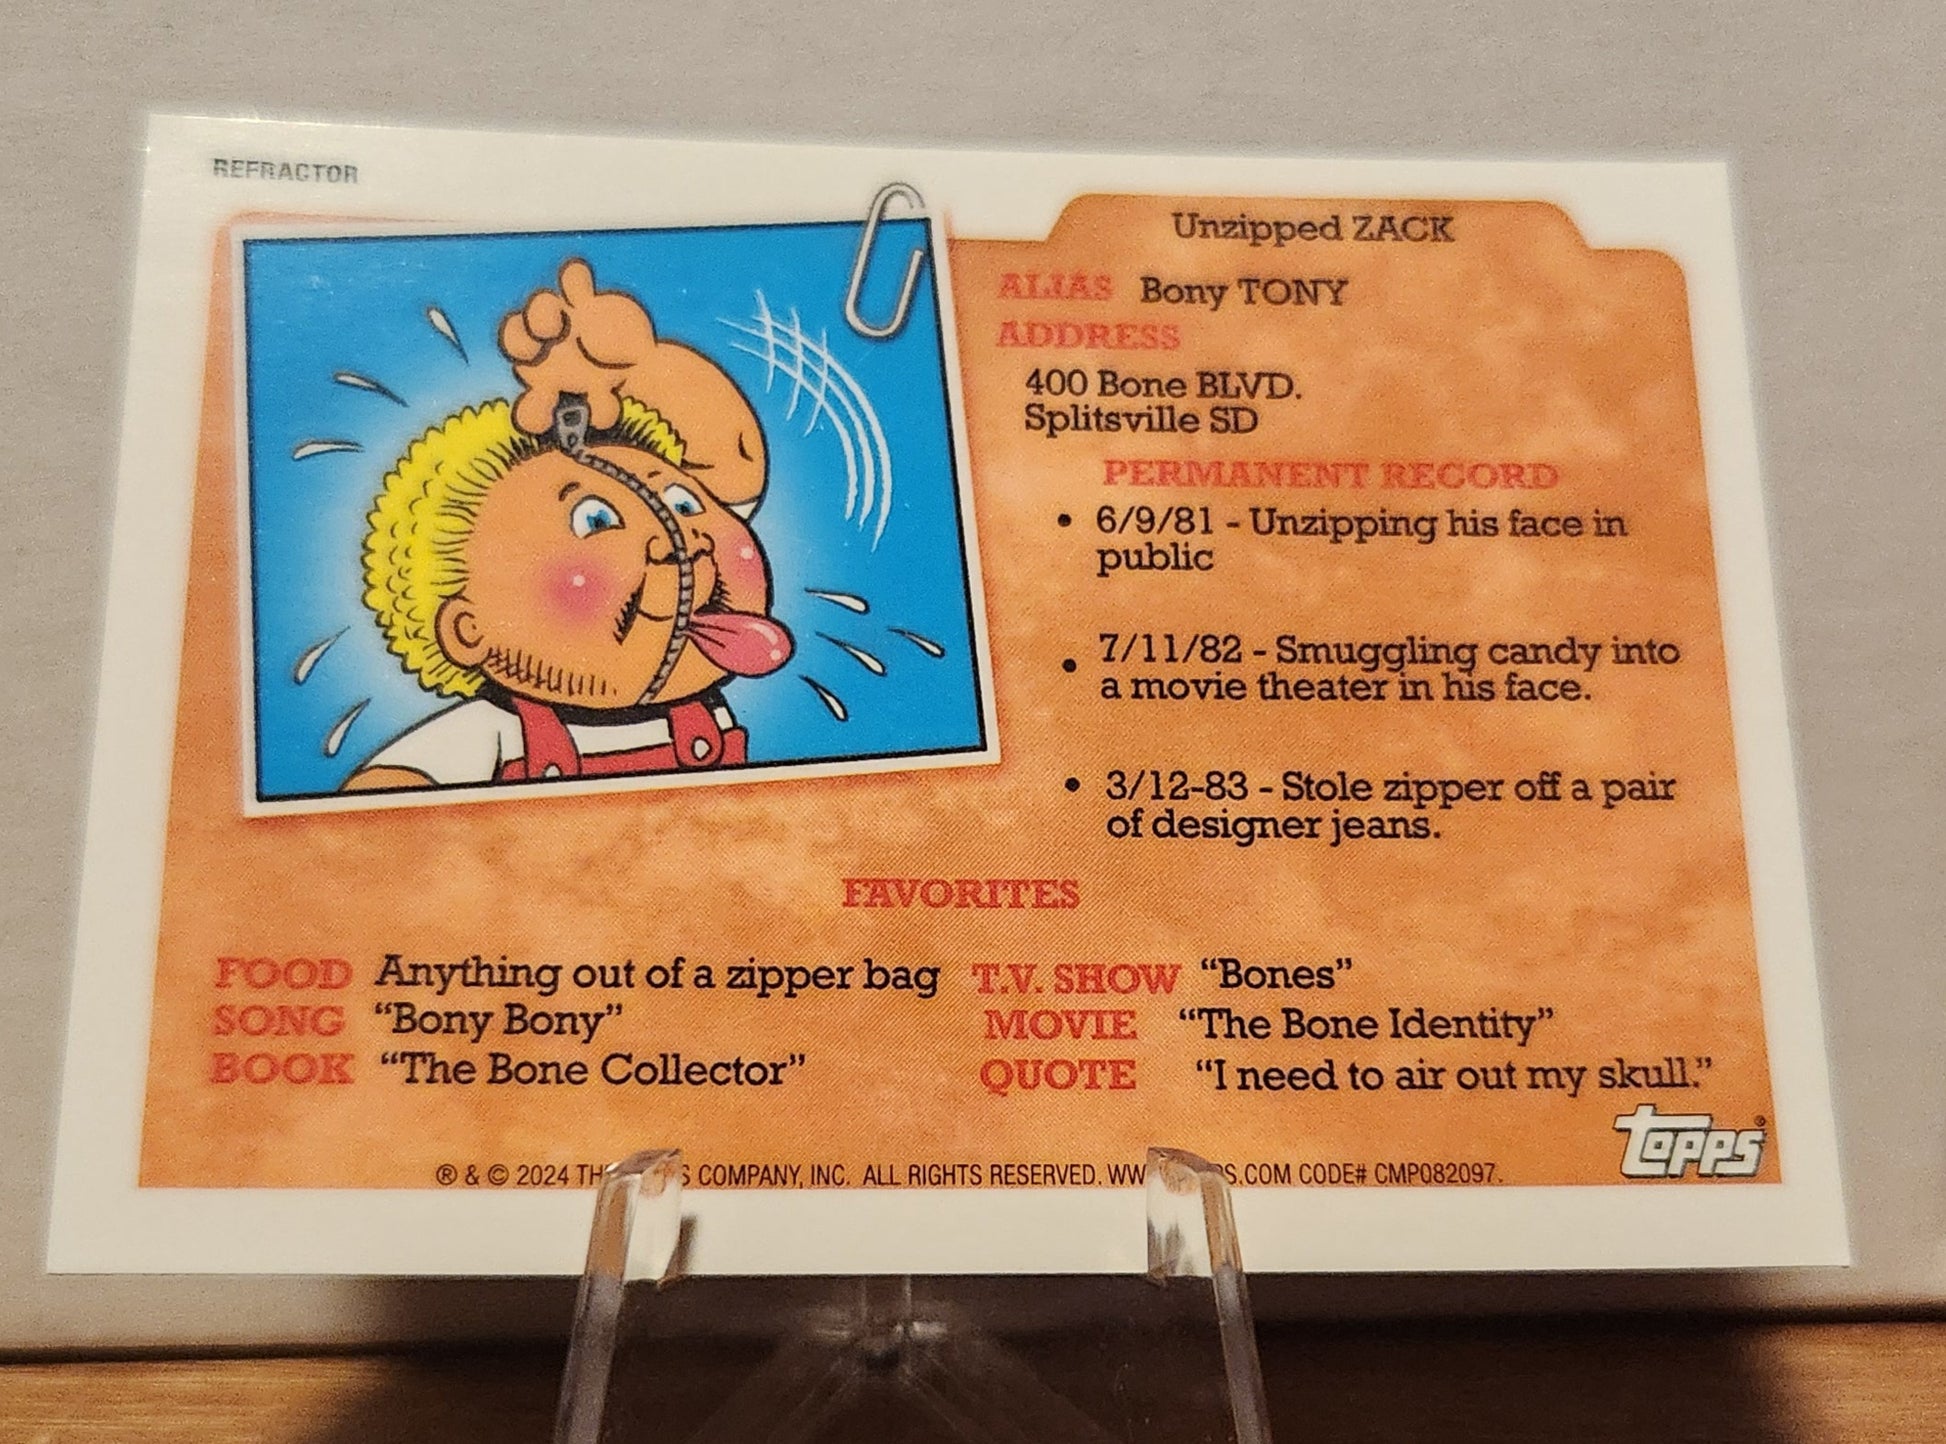 REFRACTOR
Unzipped ZACK
ALIAS Bony TONY
ADDRESS
400 Bone BLVD.
Splitsville SD
PERMANENT RECORD
• 6/9/81 - Unzipping his face in
public
• 7/11/82 - Smuggling candy into
a movie theater in his face.
• 3/12-83 - Stole zipper off a pair
of designer jeans.
FAVORITES
FOOD Anything out of a zipper bag
SONG “Bony Bony”
BOOK “The Bone Collector”
T.V. SHOW “Bones”
MOVIE “The Bone Identity”
QUOTE “I need to air out my skull.”
Topps®
® & © 2024 COMPANY, INC. ALL RIGHTS RESERVED. CODE# CMP082097.